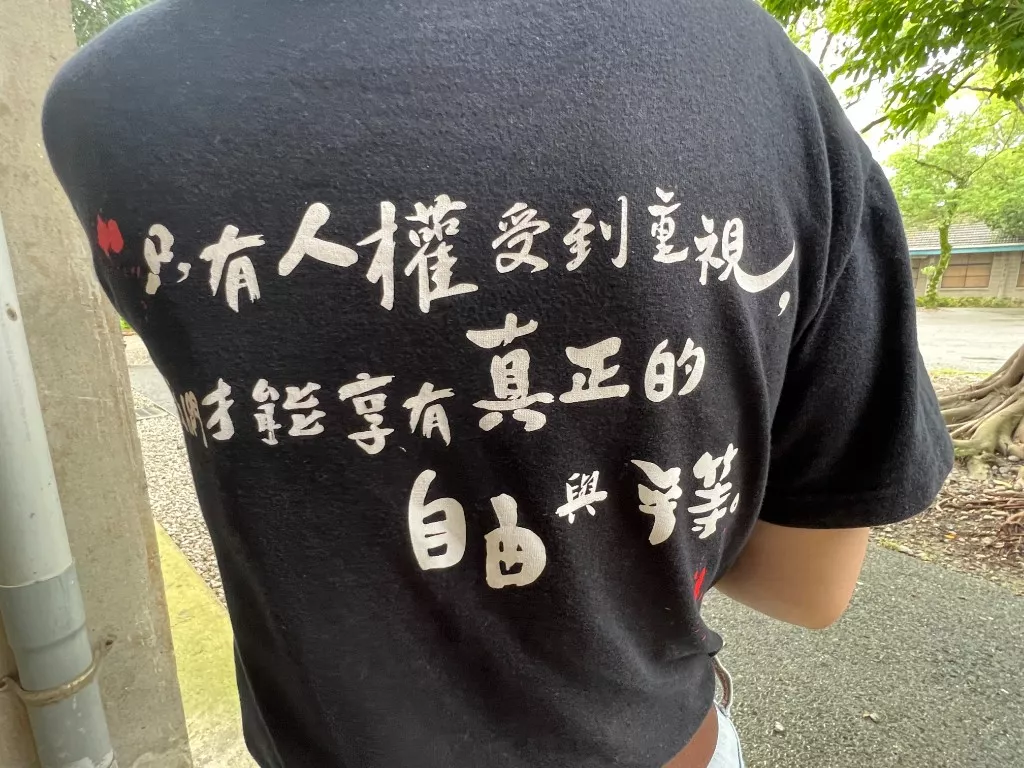 只有人權受到重視,
們才能享有真正的
自由與平等。